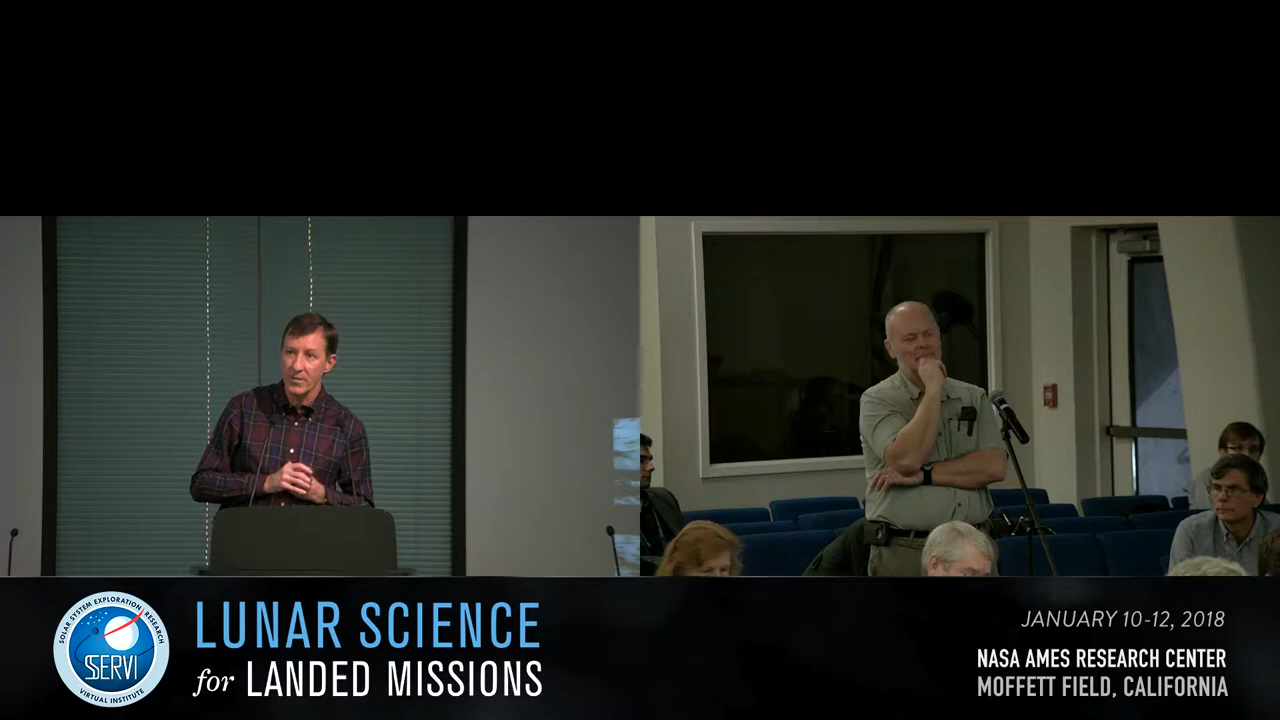 SOLAR SYSTEM EXPLORATION RESEARCH
SSERVI
VIRTUAL INSTITUTE
LUNAR SCIENCE
for LANDED MISSIONS
JANUARY 10-12, 2018
NASA AMES RESEARCH CENTER
MOFFETT FIELD, CALIFORNIA